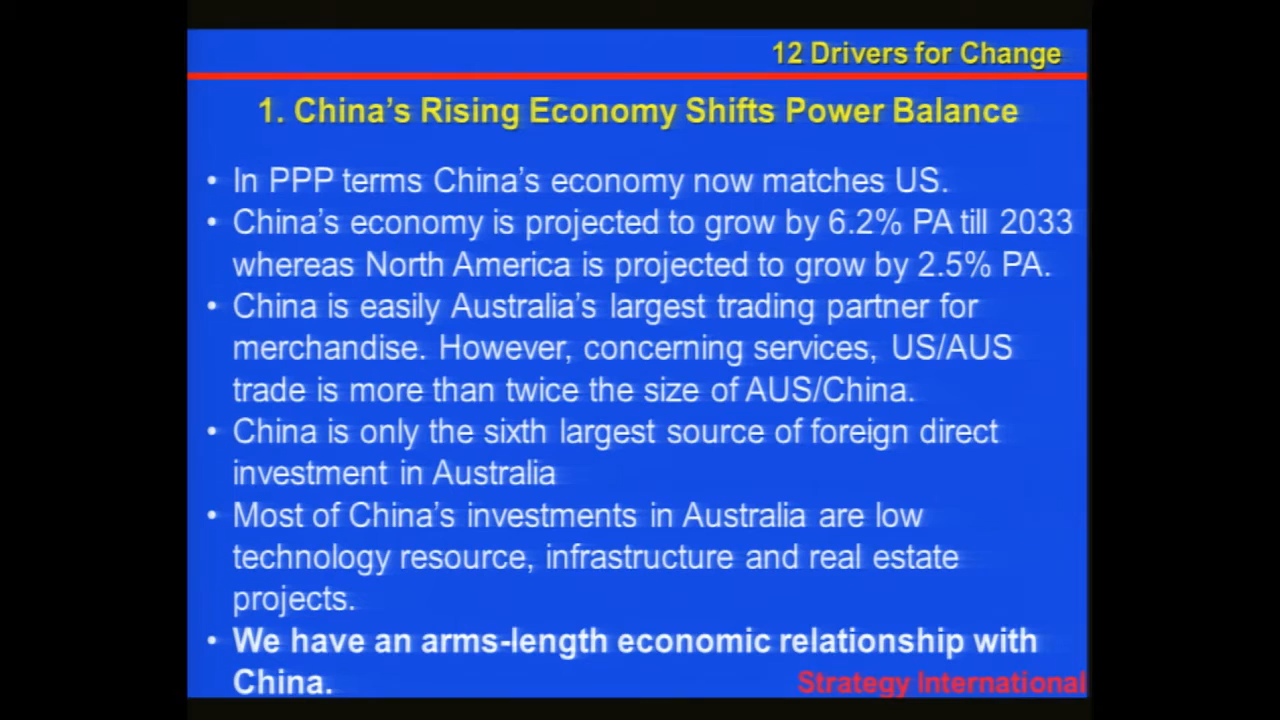 12 Drivers for Change
1. China's Rising Economy Shifts Power Balance
• In PPP terms China's economy now matches US.
• China's economy is projected to grow by 6.2% PA till 2033
whereas North America is projected to grow by 2.5% PA.
• China is easily Australia's largest trading partner for
merchandise. However, concerning services, US/AUS
trade is more than twice the size of AUS/China.
• China is only the sixth largest source of foreign direct
investment in Australia
• Most of China's investments in Australia are low
technology resource, infrastructure and real estate
projects.
• We have an arms-length economic relationship with
China.
Strategy International